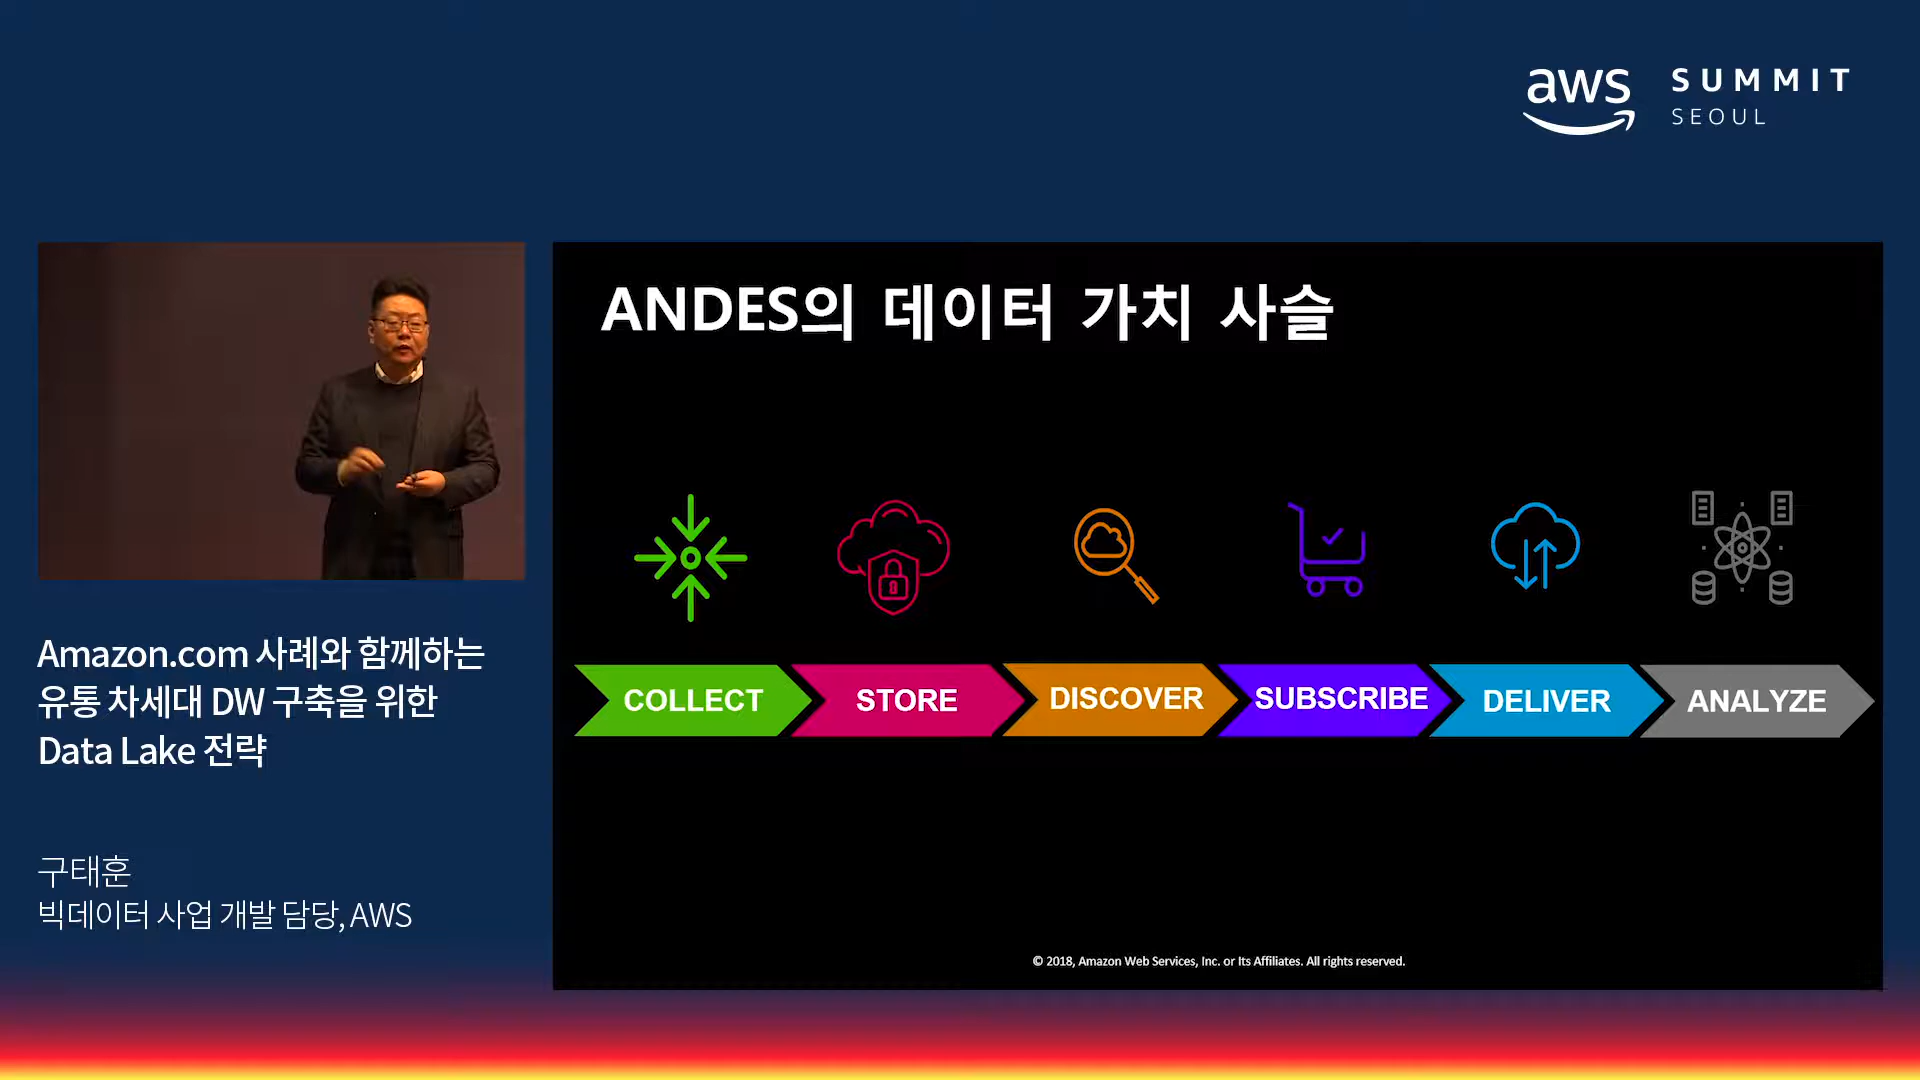 aws
SUMMIT
SEOUL
ANDES의 데이터 가치 사슬
COLLECT
STORE
DISCOVER
SUBSCRIBE
DELIVER
ANALYZE
© 2018, Amazon Web Services, Inc. or Its Affiliates. All rights reserved.
Amazon.com 사례와 함께하는
유통 차세대 DW 구축을 위한
Data Lake 전략
구태훈
빅데이터 사업 개발 담당, AWS